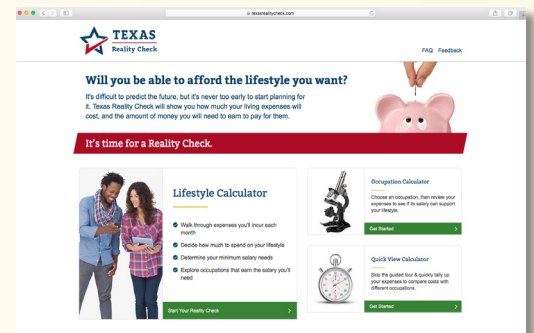 texasrealitycheck.com
TEXAS
Reality Check
FAQ Feedback
Will you be able to afford the lifestyle you want?
It's difficult to predict the future, but it's never too early to start planning for
it. Texas Reality Check will show you how much your living expenses will
cost, and the amount of money you will need to earn to pay for them.
It's time for a Reality Check.
Lifestyle Calculator
Walk through expenses you'll incur each
month
Decide how much to spend on your lifestyle
Determine your minimum salary needs
Explore occupations that earn the salary you'll
need
Start Your Reality Check
Occupation Calculator
Choose an occupation, then review your
expenses to see if its salary can support
your lifestyle.
Get Started
Quick View Calculator
Skip the guided tour & quickly tally up
your expenses to compare costs with
different occupations.
Get Started